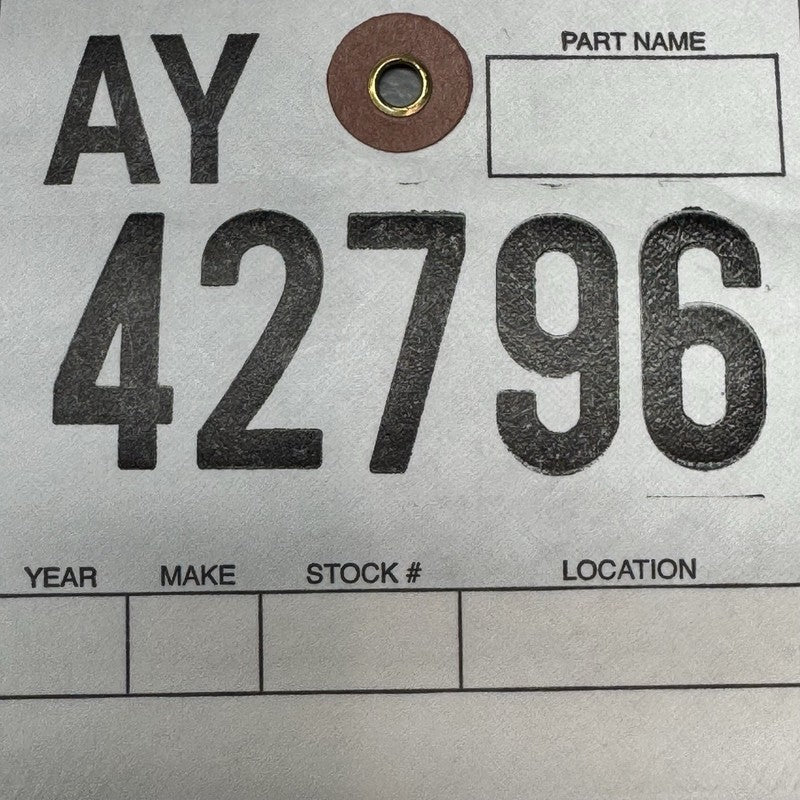 AY
PART NAME
42796
YEAR MAKE STOCK # LOCATION